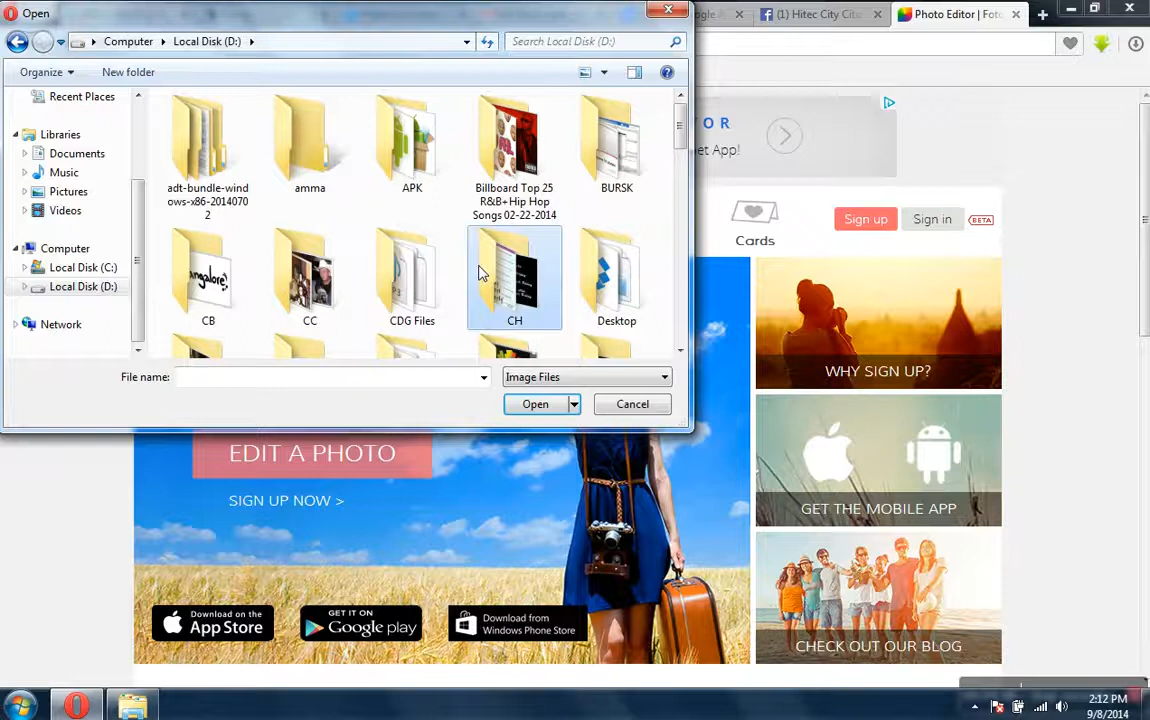 Open
Computer
Local Disk (D:)
Search Local Disk (D:)
Organize
New folder
Recent Places
Libraries
Documents
Music
Pictures
Videos
Computer
Local Disk (C:)
Local Disk (D:)
Network
adt-bundle-wind
ows-x86-2014070
2
amma
APK
Billboard Top 25
R&B+Hip Hop
Songs 02-22-2014
BURSK
CB
CC
CDG Files
CH
Desktop
File name:
Image Files
Open
Cancel
(1) Hitec City
Photo Editor | Fot
OR
et App!
Cards
Sign up
Sign in
BETA
WHY SIGN UP?
GET THE MOBILE APP
CHECK OUT OUR BLOG
EDIT A PHOTO
SIGN UP NOW >
Download on the
App Store
GET IT ON
Google play
Download from
Windows Phone Store
2:12 PM
9/8/2014